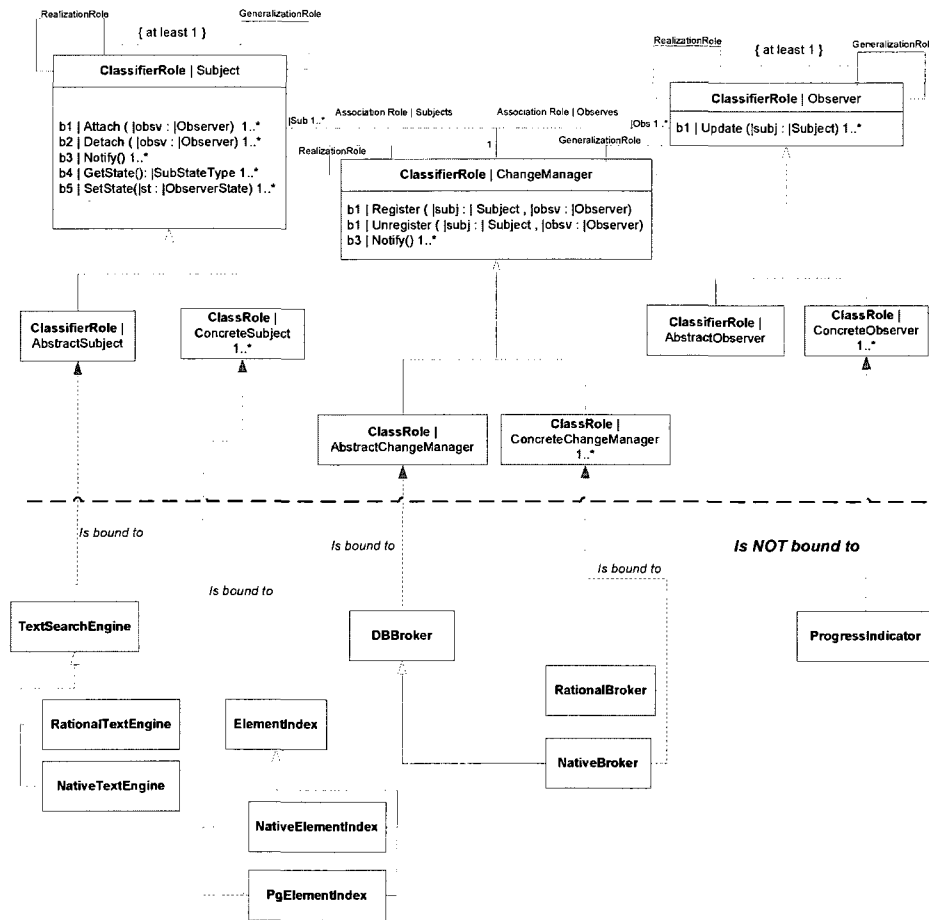 RealizationRole
GeneralizationRole
{ at least 1 }
ClassifierRole | Subject
b1 | Attach ( |obsv : |Observer) 1..*
b2 | Detach ( |obsv : |Observer) 1..*
b3 | Notify() 1..*
b4 | GetState(): |SubStateType 1..*
b5 | SetState(|st : |ObserverState) 1..*
|Sub 1..*
Association Role | Subjects
Association Role | Observes
|Obs 1..*
1
RealizationRole
{ at least 1 }
GeneralizationRol
ClassifierRole | Observer
b1 | Update (|subj : |Subject) 1..*
RealizationRole
GeneralizationRole
ClassifierRole | ChangeManager
b1 | Register ( |subj : | Subject , |obsv : |Observer)
b1 | Unregister ( |subj : | Subject , |obsv : |Observer)
b3 | Notify() 1..*
ClassifierRole |
AbstractSubject
ClassRole |
ConcreteSubject
1..*
ClassifierRole |
AbstractObserver
ClassRole |
ConcreteObserver
1..*
ClassRole |
AbstractChangeManager
ClassRole |
ConcreteChangeManager
1..*
Is bound to
Is bound to
Is bound to
Is bound to
Is NOT bound to
TextSearchEngine
DBBroker
ProgressIndicator
RationalTextEngine
ElementIndex
RationalBroker
NativeTextEngine
NativeBroker
NativeElementIndex
PgElementIndex